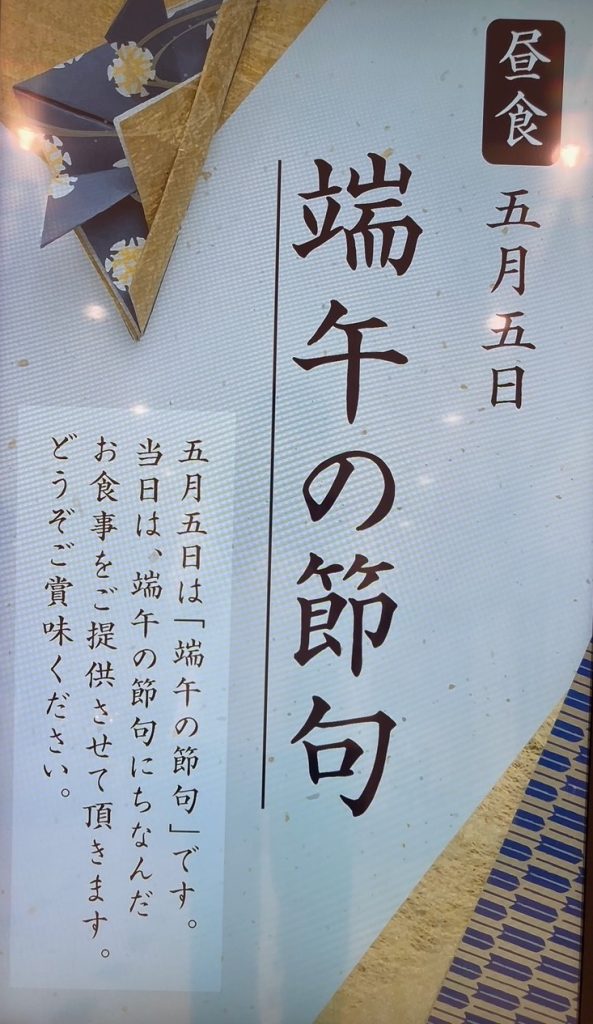 昼食
五月五日
端午の節句
五月五日は「端午の節句」です。
当日は、端午の節句にちなんだ
お食事をご提供させて頂きます。
どうぞご賞味ください。